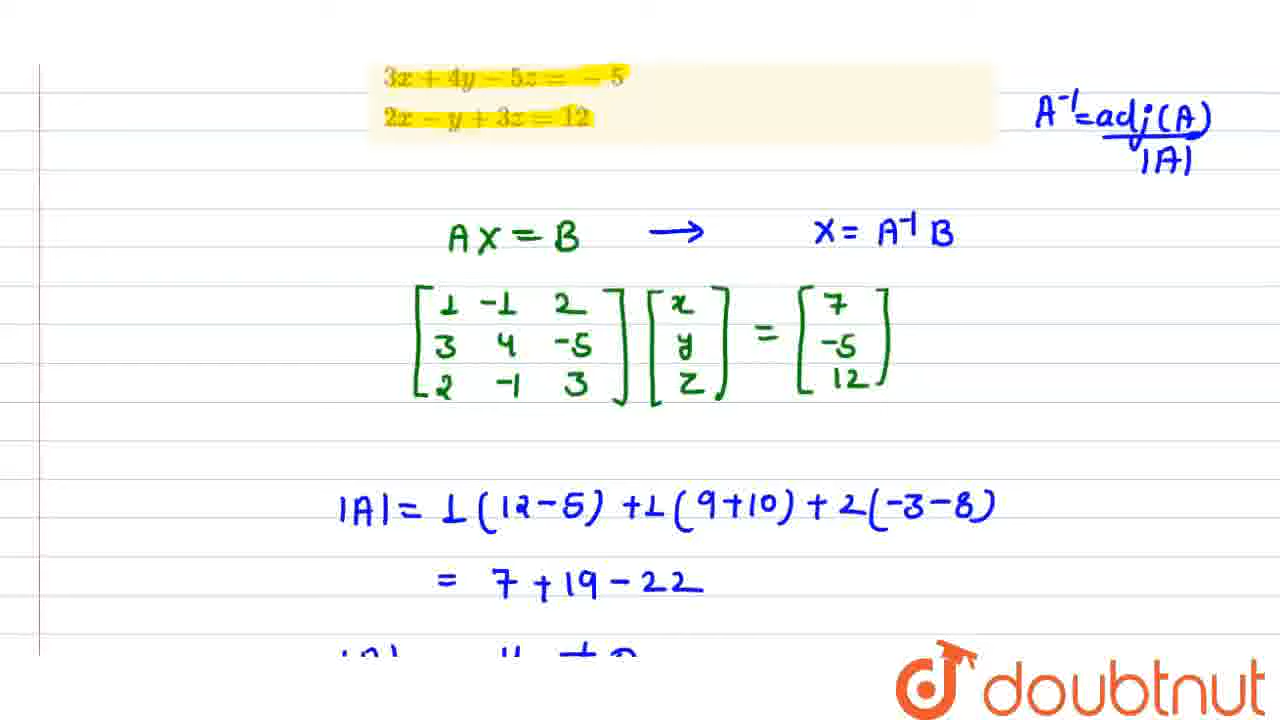 3x + 4y − 5z = − 5
2x − y + 3z = 12
A⁻¹ = adj(A)
|A|
AX = B → X = A⁻¹ B
[1 -1 2] [x] = [7]
[3 4 -5] [y] [-5]
[2 -1 3] [z] [12]
|A| = 1(12-5) +1(9+10) + 2(-3-8)
= 7 + 19 - 22
doubtnut